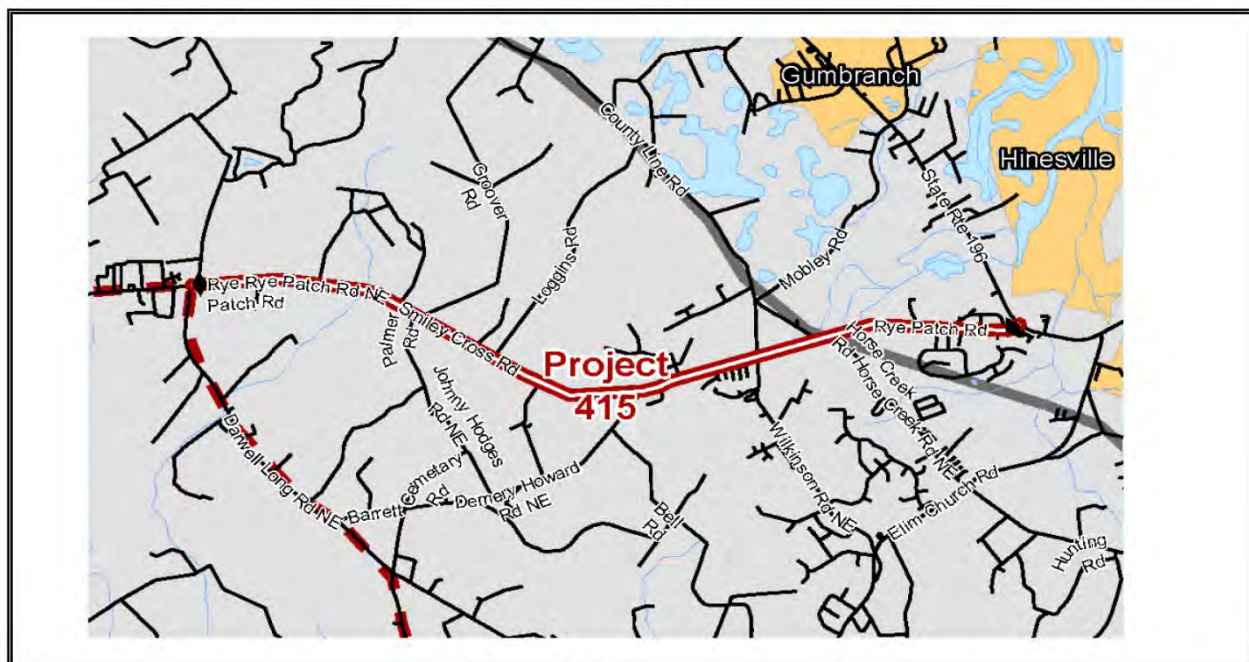 Gumbranch
Hinesville
County Line Rd
State Rte 196
Groover
Rd
Loggins Rd
Mobley Rd
Rye Rye Patch Rd NE
Patch Rd
Smiley Cross Rd
Palmer
Rd
Rye Patch Rd
Horse Creek
Rd Horse Creek Rd NE
Project
415
Johnny Hodges
Rd NE
Darwell Long Rd NE
Cemetary
Rd
Barrett
Demery Howard
Rd NE
Bell
Rd
Wilkinson Rd NE
Elim Church Rd
Hunting
Rd